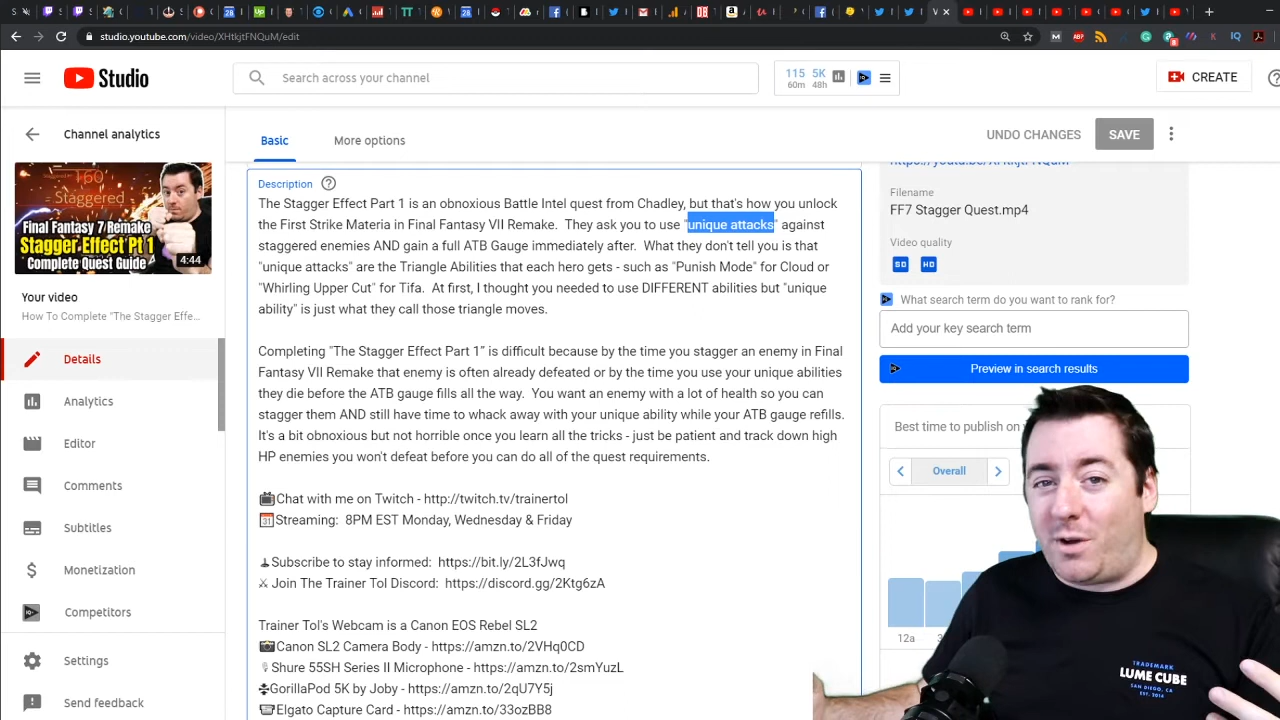 studio.youtube.com/video/XHtkjtFNQuM/edit
Studio
Search across your channel
115 5K
60m 48h
CREATE
Channel analytics
Basic
More options
UNDO CHANGES
SAVE
160
Staggered
Final Fantasy 7 Remake
Stagger Effect Pt 1
Complete Quest Guide
4:44
Your video
How To Complete "The Stagger Effe...
Details
Analytics
Editor
Comments
Subtitles
Monetization
Competitors
Settings
Send feedback
Description
The Stagger Effect Part 1 is an obnoxious Battle Intel quest from Chadley, but that's how you unlock
the First Strike Materia in Final Fantasy VII Remake.  They ask you to use "unique attacks" against
staggered enemies AND gain a full ATB Gauge immediately after.  What they don't tell you is that
"unique attacks" are the Triangle Abilities that each hero gets - such as "Punish Mode" for Cloud or
"Whirling Upper Cut" for Tifa.  At first, I thought you needed to use DIFFERENT abilities but "unique
ability" is just what they call those triangle moves.
Completing "The Stagger Effect Part 1" is difficult because by the time you stagger an enemy in Final
Fantasy VII Remake that enemy is often already defeated or by the time you use your unique abilities
they die before the ATB gauge fills all the way.  You want an enemy with a lot of health so you can
stagger them AND still have time to whack away with your unique ability while your ATB gauge refills.
It's a bit obnoxious but not horrible once you learn all the tricks - just be patient and track down high
HP enemies you won't defeat before you can do all of the quest requirements.
Chat with me on Twitch - http://twitch.tv/trainertol
Streaming:  8PM EST Monday, Wednesday & Friday
Subscribe to stay informed:  https://bit.ly/2L3fJwq
Join The Trainer Tol Discord:  https://discord.gg/2Ktg6zA
Trainer Tol's Webcam is a Canon EOS Rebel SL2
Canon SL2 Camera Body - https://amzn.to/2VHq0CD
Shure 55SH Series II Microphone - https://amzn.to/2smYuzL
GorillaPod 5K by Joby - https://amzn.to/2qU7Y5j
Elgato Capture Card - https://amzn.to/33ozBB8
Filename
FF7 Stagger Quest.mp4
Video quality
SD HD
What search term do you want to rank for?
Add your key search term
Preview in search results
Best time to publish on
Overall
12a
TRADEMARK
LUME CUBE
SAN DIEGO, CA
EST. 2014